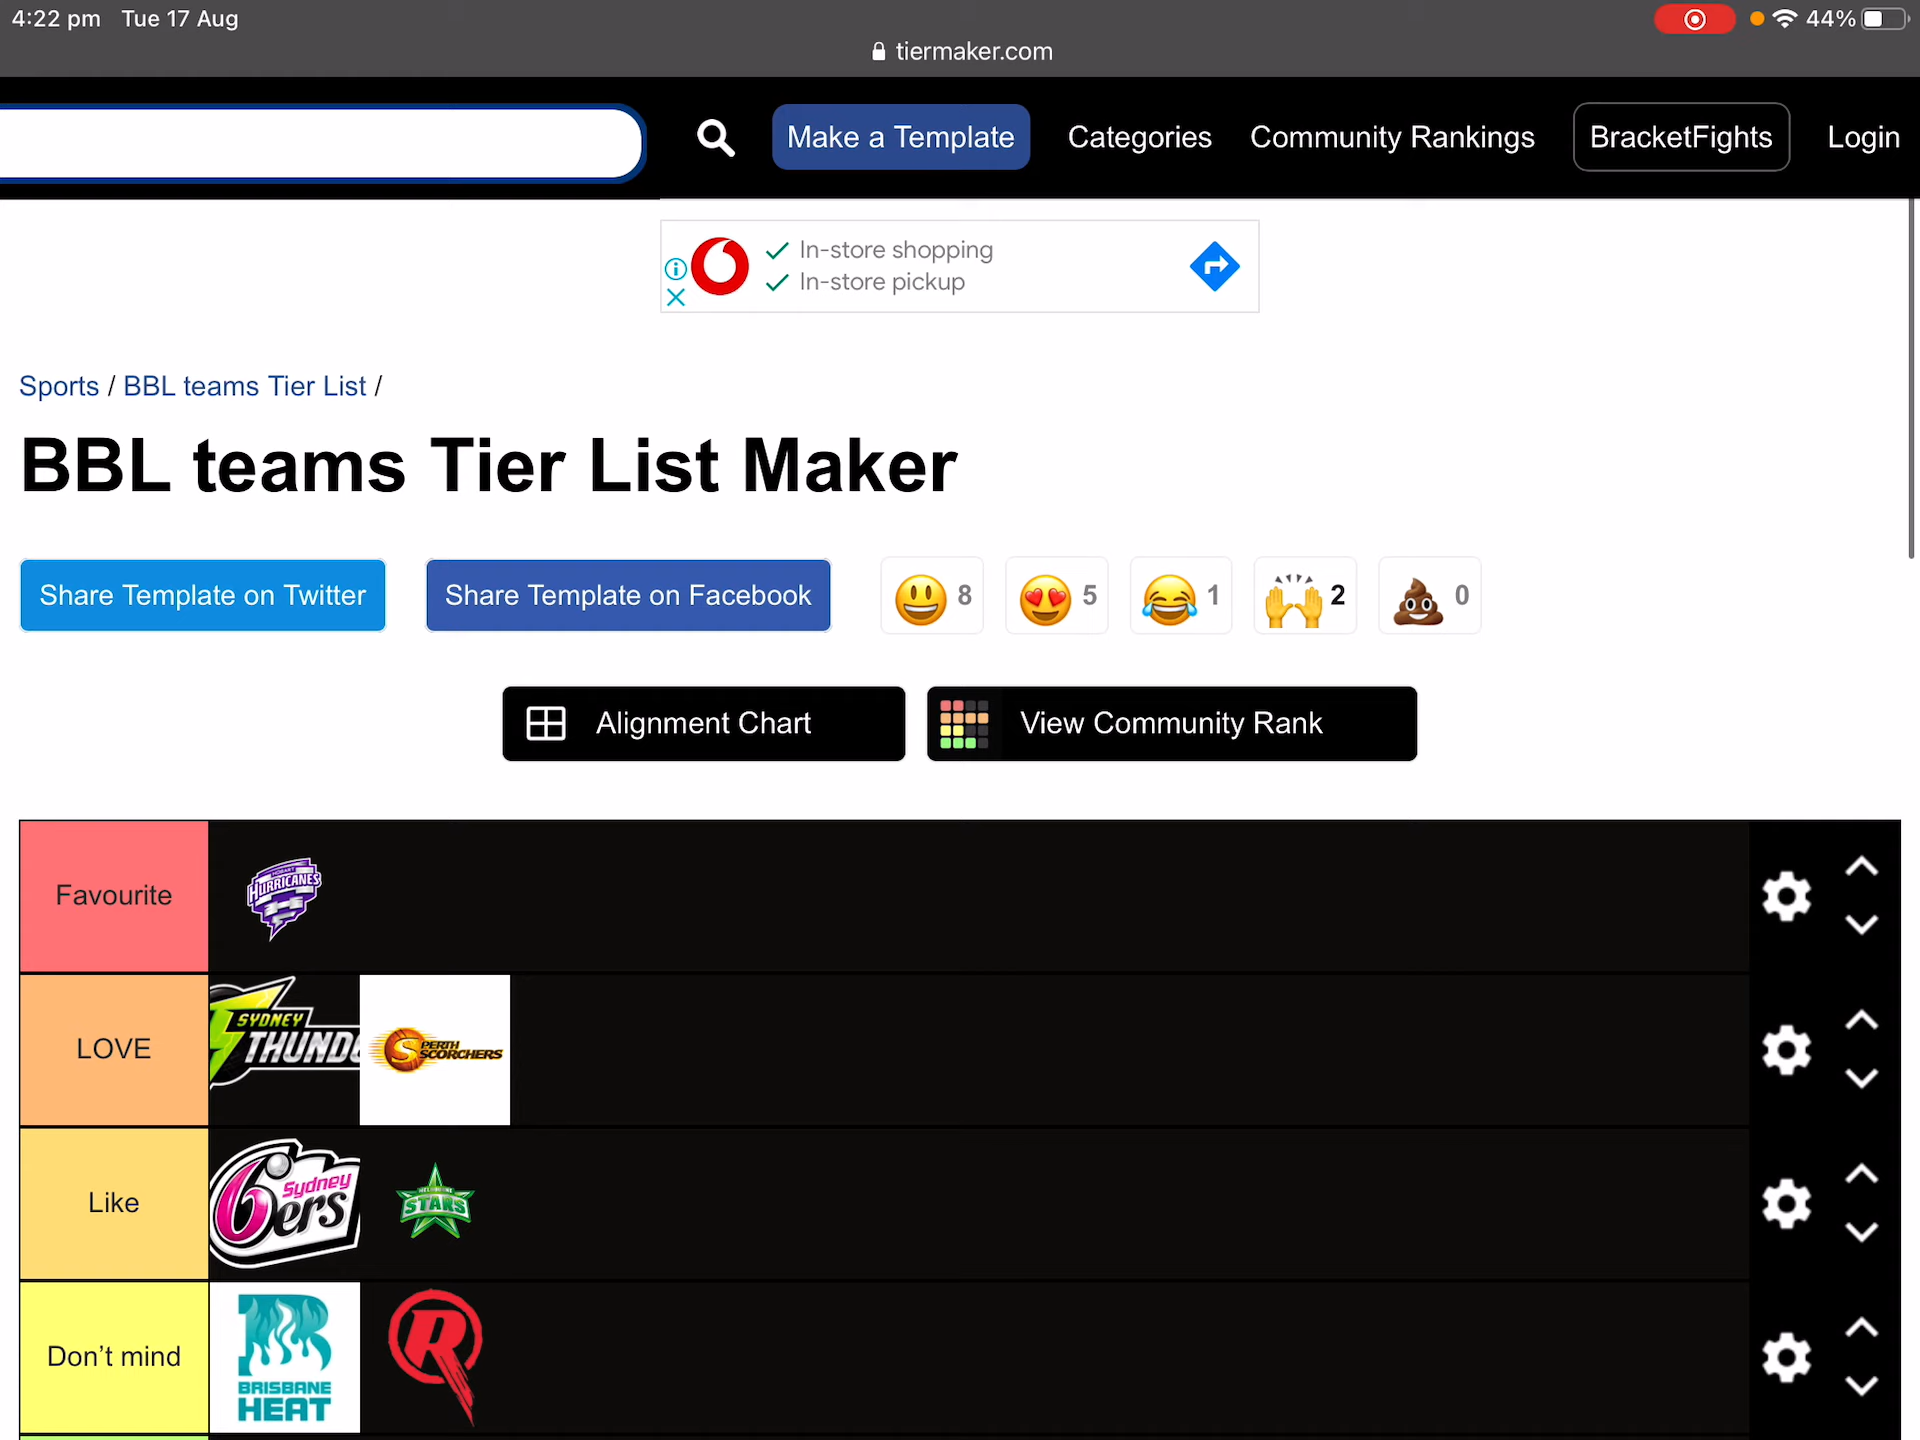 4:22 pm Tue 17 Aug
44%
tiermaker.com
Make a Template
Categories
Community Rankings
BracketFights
Login
In-store shopping
In-store pickup
Sports / BBL teams Tier List /
BBL teams Tier List Maker
Share Template on Twitter
Share Template on Facebook
8
5
1
2
0
Alignment Chart
View Community Rank
Favourite
HOBART
HURRICANES
LOVE
SYDNEY
THUND
PERTH
SCORCHERS
Like
Sydney
6ers
STARS
Don’t mind
BRISBANE
HEAT
R